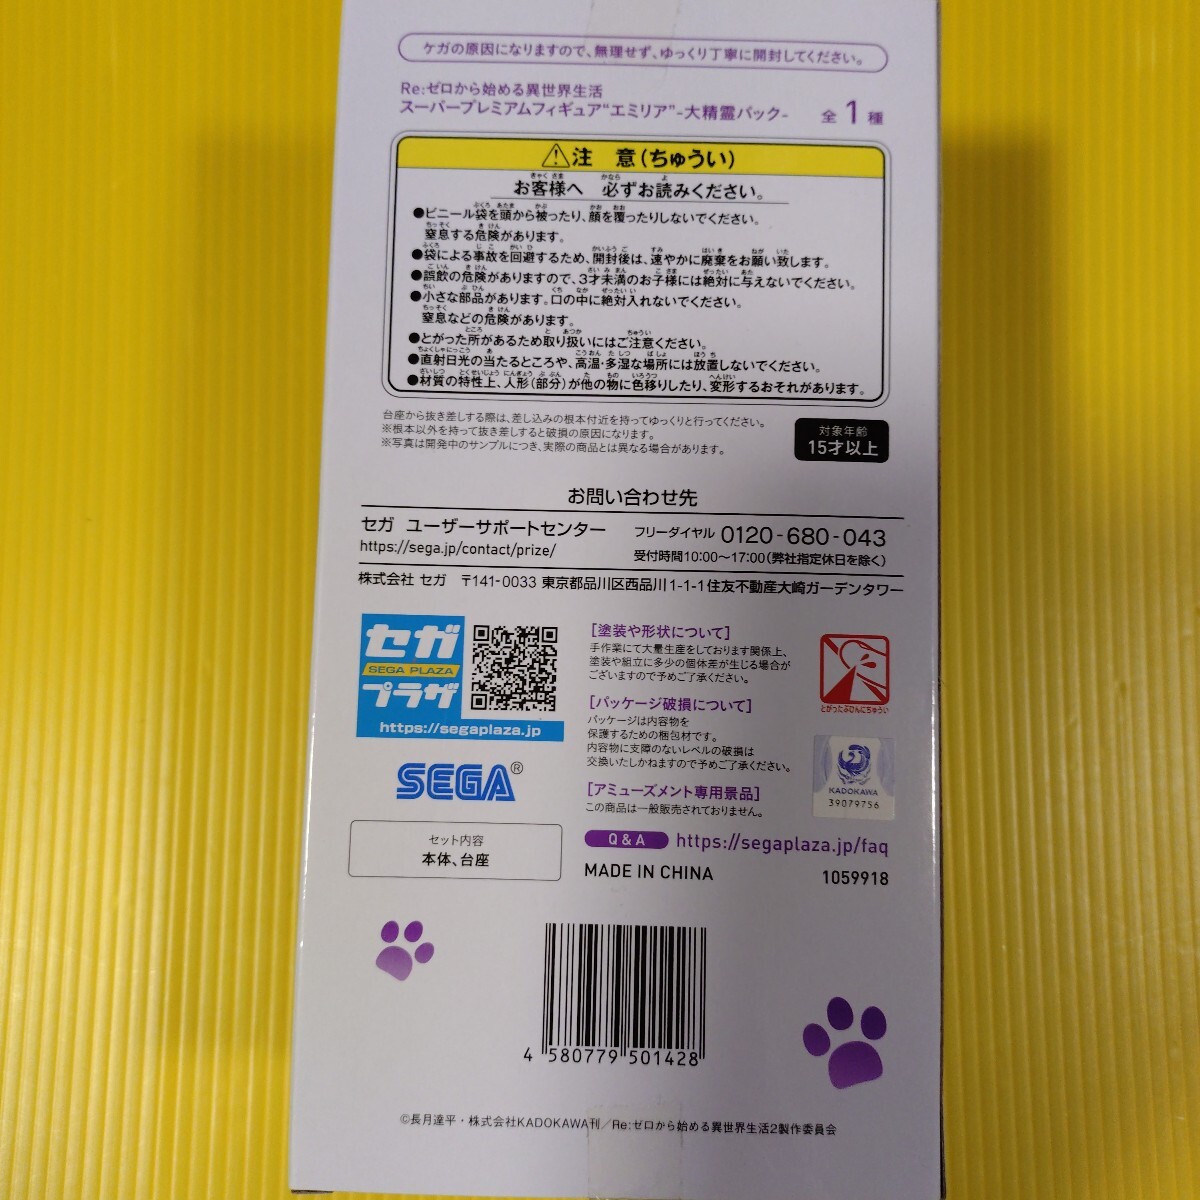 ケガの原因になりますので、無理せず、ゆっくり丁寧に開封してください。
Re:ゼロから始める異世界生活
スーパープレミアムフィギュア“エミリア”-大精霊パック- 全1種
⚠注 意(ちゅうい)
お客様へ 必ずお読みください。
●ビニール袋を頭から被ったり、顔を覆ったりしないでください。
窒息する危険があります。
●袋による事故を回避するため、開封後は、速やかに廃棄をお願い致します。
●誤飲の危険がありますので、3才未満のお子様には絶対に与えないでください。
●小さな部品があります。口の中に絶対入れないでください。
窒息などの危険があります。
●とがった所があるため取り扱いにはご注意ください。
●直射日光の当たるところや、高温・多湿な場所には放置しないでください。
●材質の特性上、人形(部分)が他の物に色移りしたり、変形するおそれがあります。
台座から抜き差しする際は、差し込みの根本付近を持ってゆっくりと行ってください。
※根本以外を持って抜き差しすると破損の原因になります。
※写真は開発中のサンプルにつき、実際の商品とは異なる場合があります。
対象年齢
15才以上
お問い合わせ先
セガ ユーザーサポートセンター フリーダイヤル 0120-680-043
https://sega.jp/contact/prize/ 受付時間10:00〜17:00(弊社指定休日を除く)
株式会社 セガ 〒141-0033 東京都品川区西品川1-1-1住友不動産大崎ガーデンタワー
セガ
SEGA PLAZA
プラザ
https://segaplaza.jp
SEGA®
セット内容
本体、台座
[塗装や形状について]
手作業にて大量生産をしております関係上、
塗装や組立に多少の個体差が生じる場合が
ございますので予めご了承ください。
[パッケージ破損について]
パッケージは内容物を
保護するための梱包材です。
内容物に支障のないレベルの破損は
交換いたしかねますので予めご了承ください。
[アミューズメント専用景品]
この商品は一般販売されておりません。
とがったぶひんにちゅうい
KADOKAWA
39079756
Q & A https://segaplaza.jp/faq
MADE IN CHINA 1059918
4 580779 501428
©長月達平・株式会社KADOKAWA刊／Re:ゼロから始める異世界生活2製作委員会